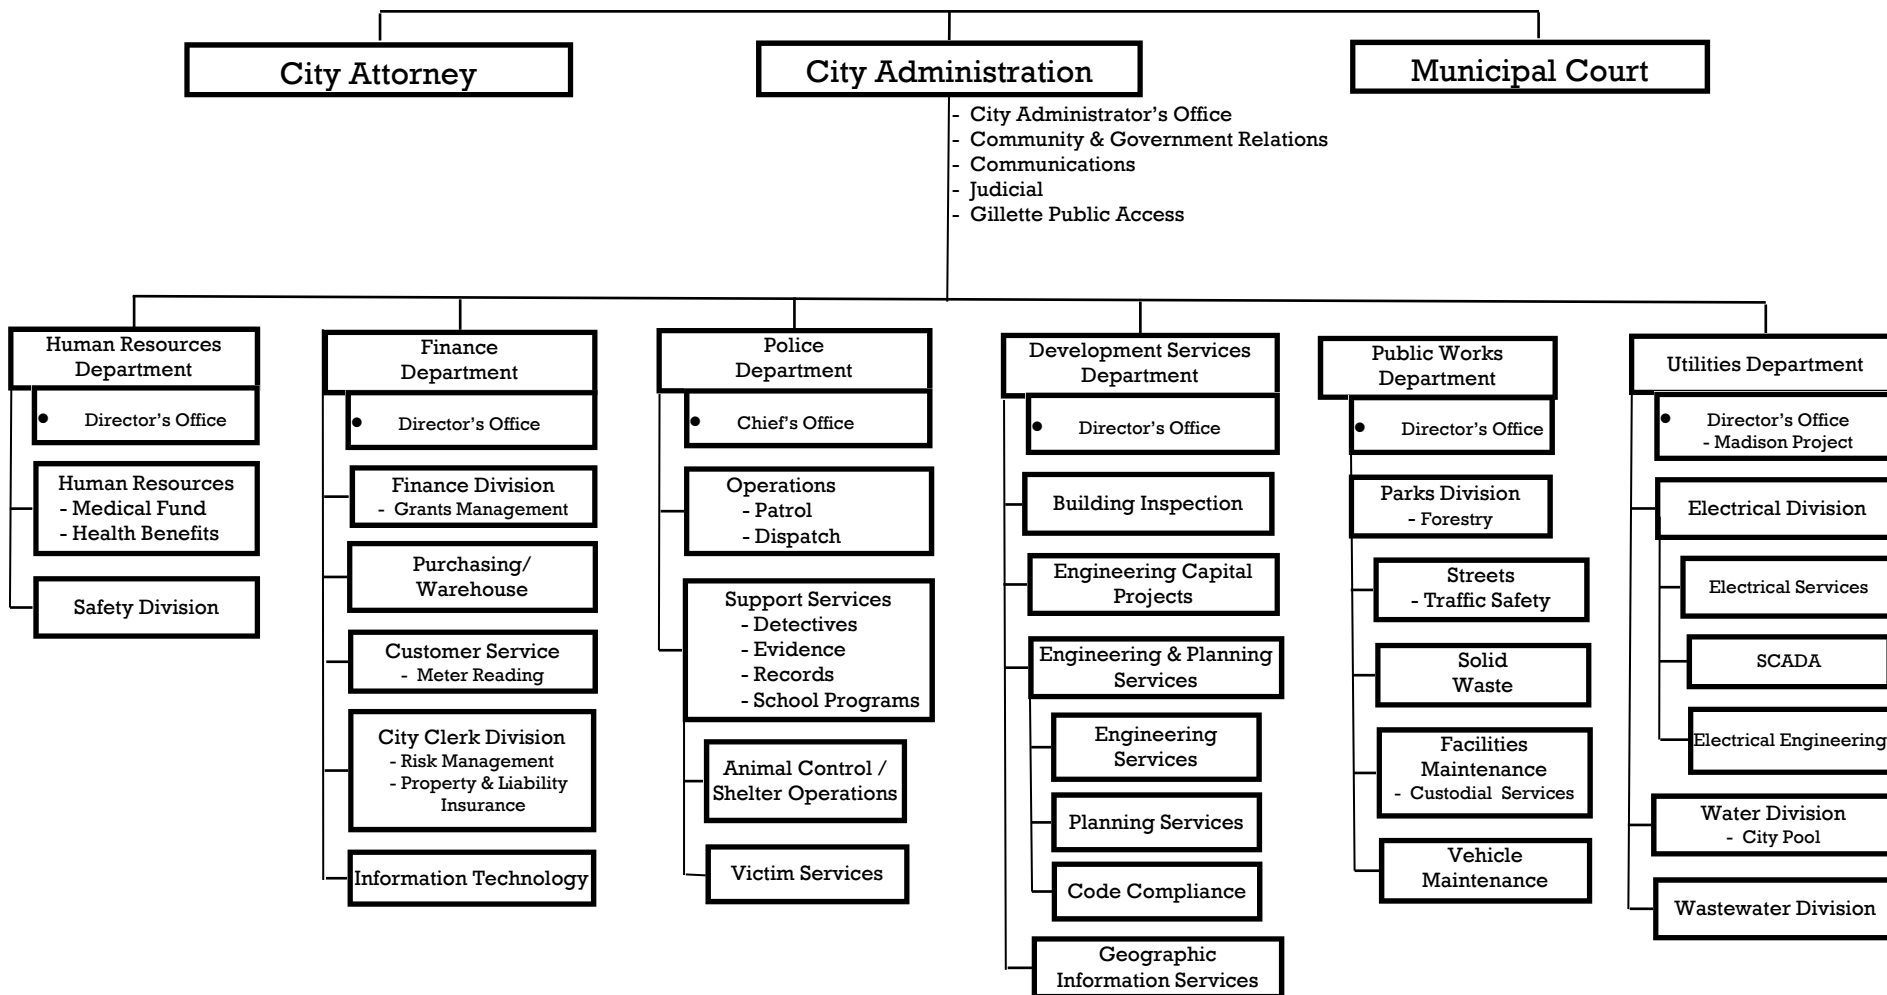 City Attorney
City Administration
Municipal Court
- City Administrator’s Office
- Community & Government Relations
- Communications
- Judicial
- Gillette Public Access
Human Resources
Department
• Director’s Office
Human Resources
- Medical Fund
- Health Benefits
Safety Division
Finance
Department
• Director’s Office
Finance Division
- Grants Management
Purchasing/
Warehouse
Customer Service
- Meter Reading
City Clerk Division
- Risk Management
- Property & Liability
Insurance
Information Technology
Police
Department
• Chief’s Office
Operations
- Patrol
- Dispatch
Support Services
- Detectives
- Evidence
- Records
- School Programs
Animal Control /
Shelter Operations
Victim Services
Development Services
Department
• Director’s Office
Building Inspection
Engineering Capital
Projects
Engineering & Planning
Services
Engineering
Services
Planning Services
Code Compliance
Geographic
Information Services
Public Works
Department
• Director’s Office
Parks Division
- Forestry
Streets
- Traffic Safety
Solid
Waste
Facilities
Maintenance
- Custodial Services
Vehicle
Maintenance
Utilities Department
• Director’s Office
- Madison Project
Electrical Division
Electrical Services
SCADA
Electrical Engineering
Water Division
- City Pool
Wastewater Division